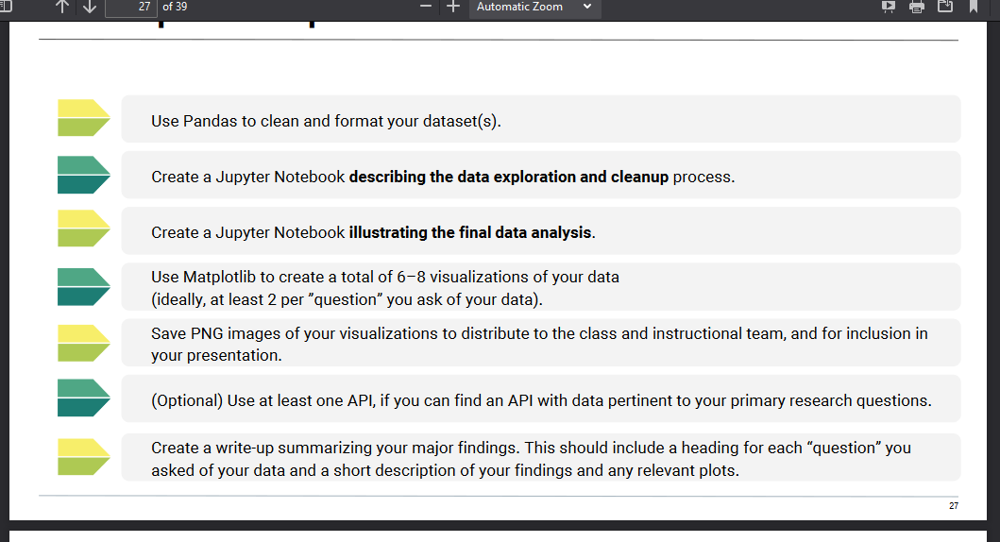 27 of 39
Automatic Zoom
Use Pandas to clean and format your dataset(s).
Create a Jupyter Notebook describing the data exploration and cleanup process.
Create a Jupyter Notebook illustrating the final data analysis.
Use Matplotlib to create a total of 6–8 visualizations of your data
(ideally, at least 2 per ”question” you ask of your data).
Save PNG images of your visualizations to distribute to the class and instructional team, and for inclusion in
your presentation.
(Optional) Use at least one API, if you can find an API with data pertinent to your primary research questions.
Create a write-up summarizing your major findings. This should include a heading for each “question” you
asked of your data and a short description of your findings and any relevant plots.
27